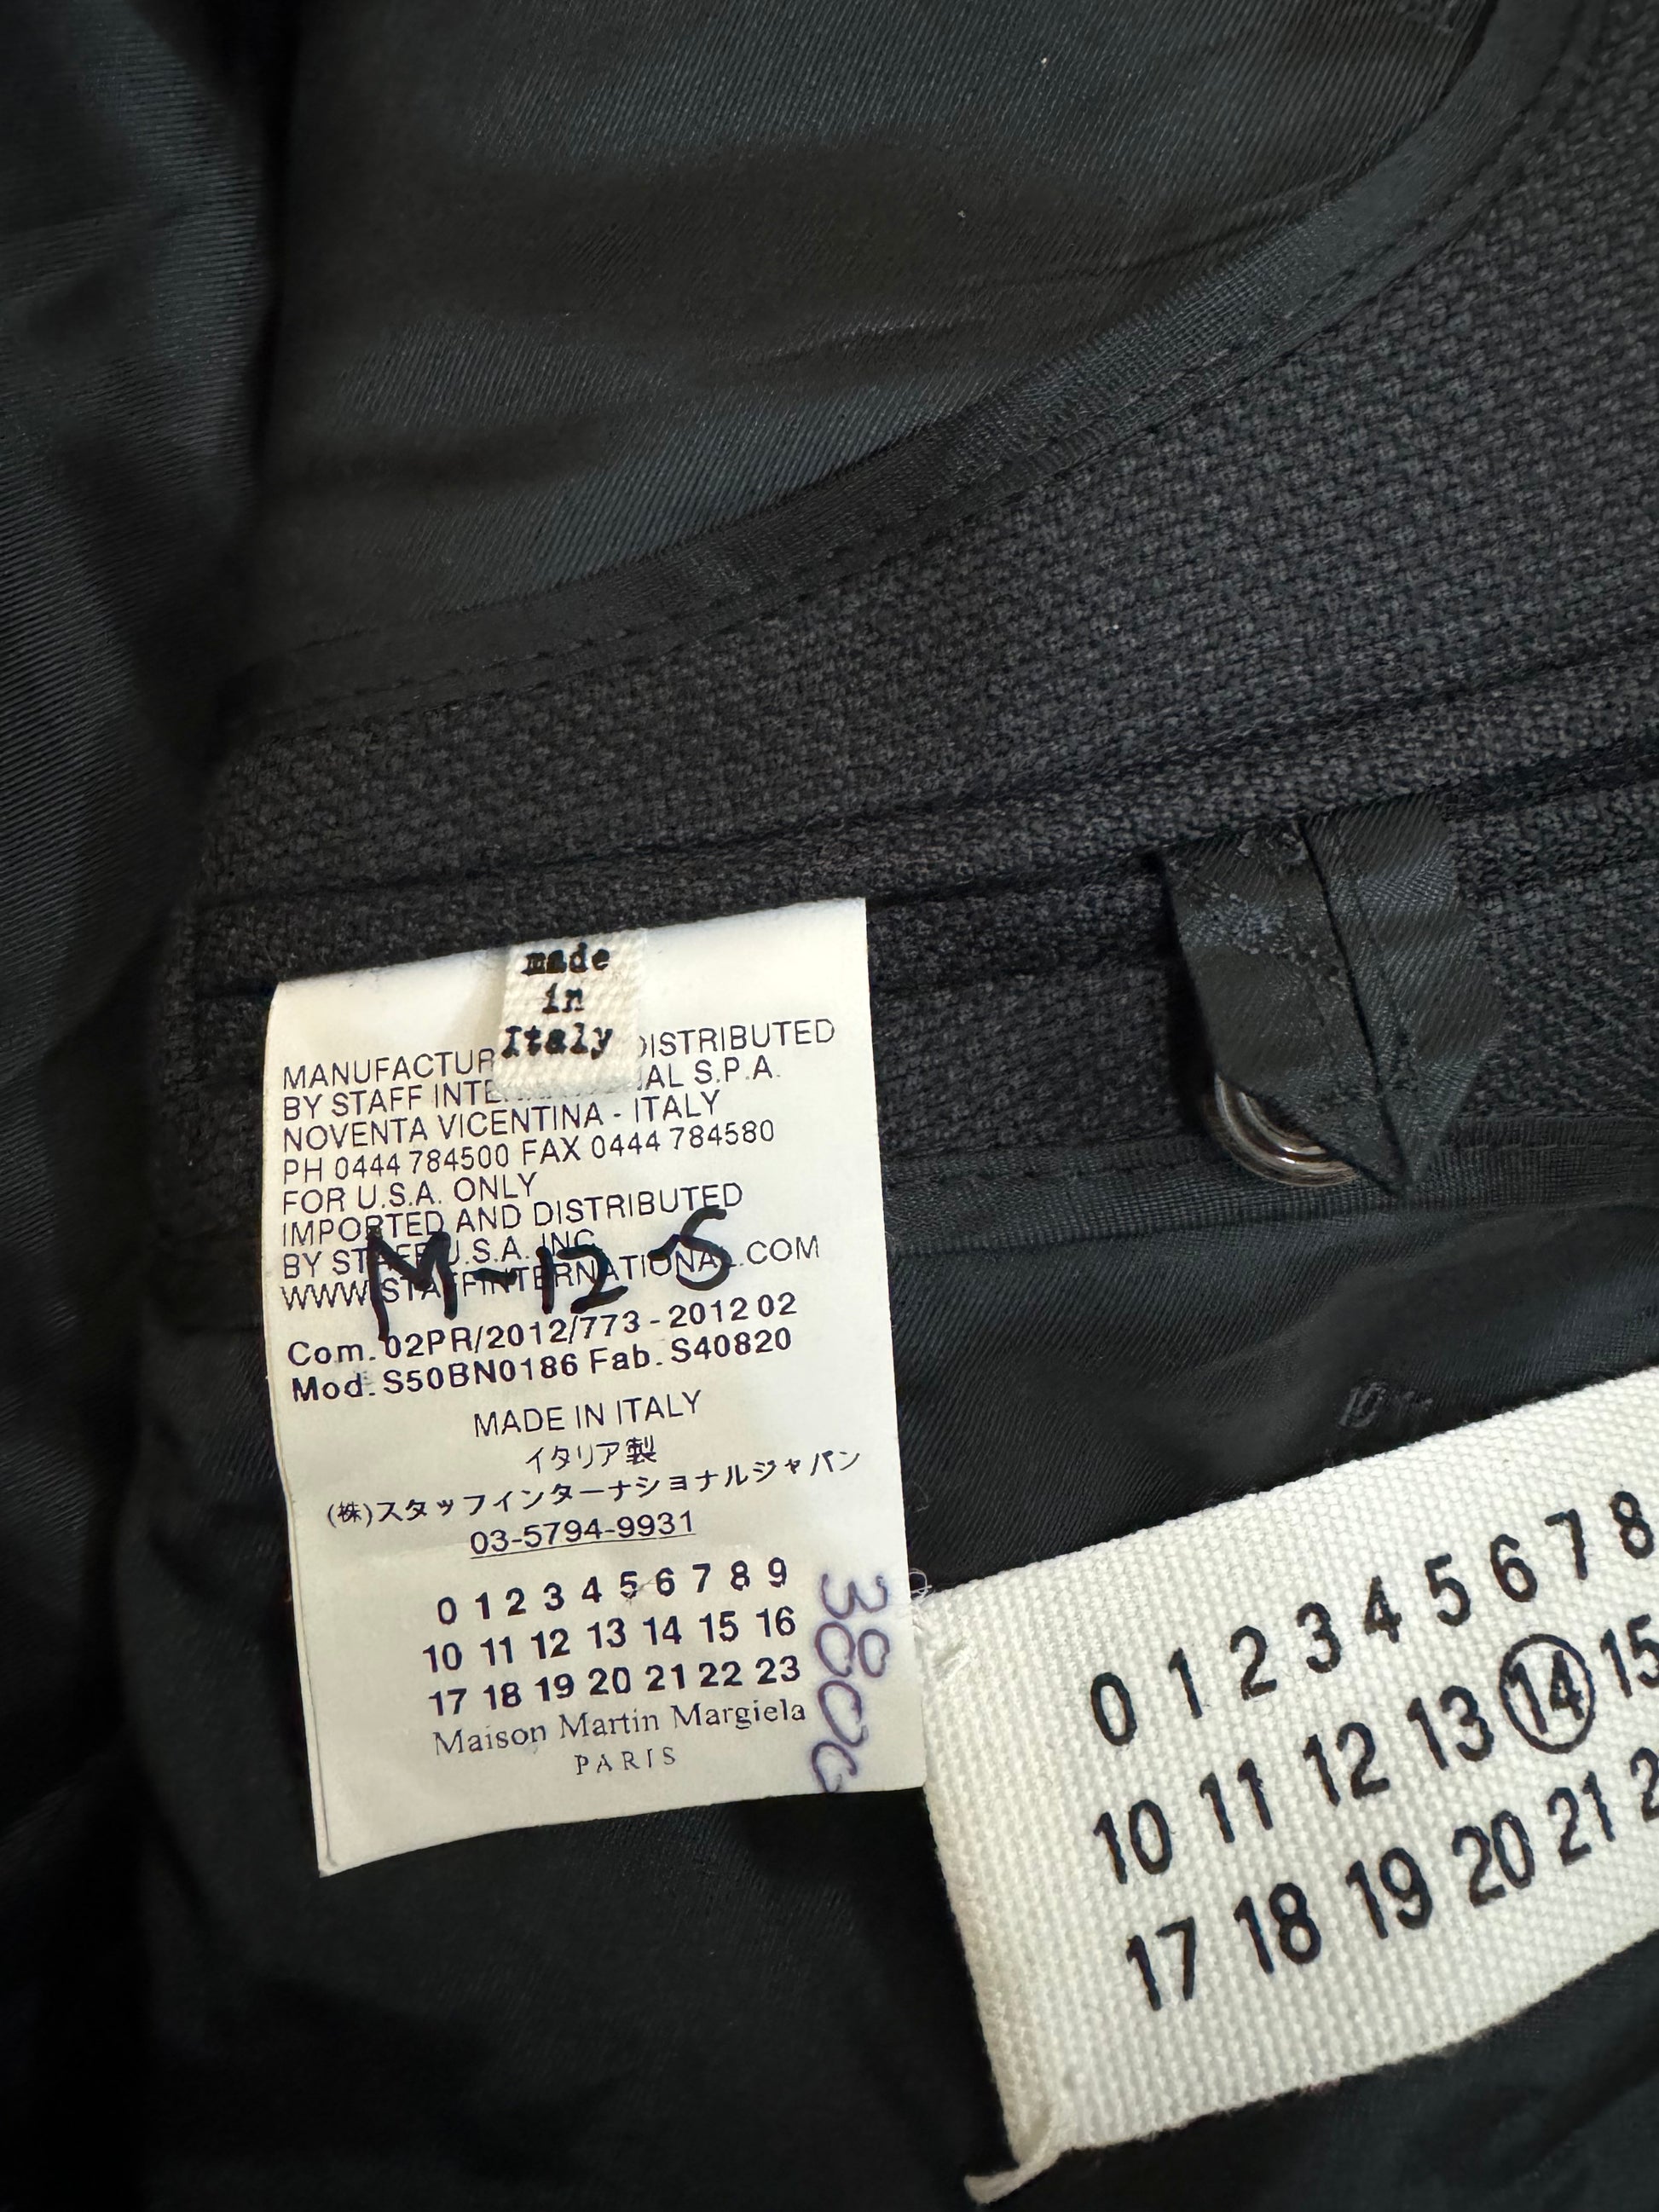 made
in
Italy
MANUFACTUR DISTRIBUTED
BY STAFF INTE NAL S.P.A.
NOVENTA VICENTINA - ITALY
PH 0444 784500 FAX 0444 784580
FOR U.S.A. ONLY
IMPORTED AND DISTRIBUTED
BY STAFF U.S.A. INC.
WWW.STAFFINTERNATIONAL.COM
M-12-S
Com. 02PR/2012/773 - 2012 02
Mod. S50BN0186 Fab. S40820
MADE IN ITALY
イタリア製
(株)スタッフインターナショナルジャパン
03-5794-9931
0 1 2 3 4 5 6 7 8 9
10 11 12 13 14 15 16
17 18 19 20 21 22 23
Maison Martin Margiela
PARIS
0 1 2 3 4 5 6 7 8
10 11 12 13 14 15
17 18 19 20 21 2